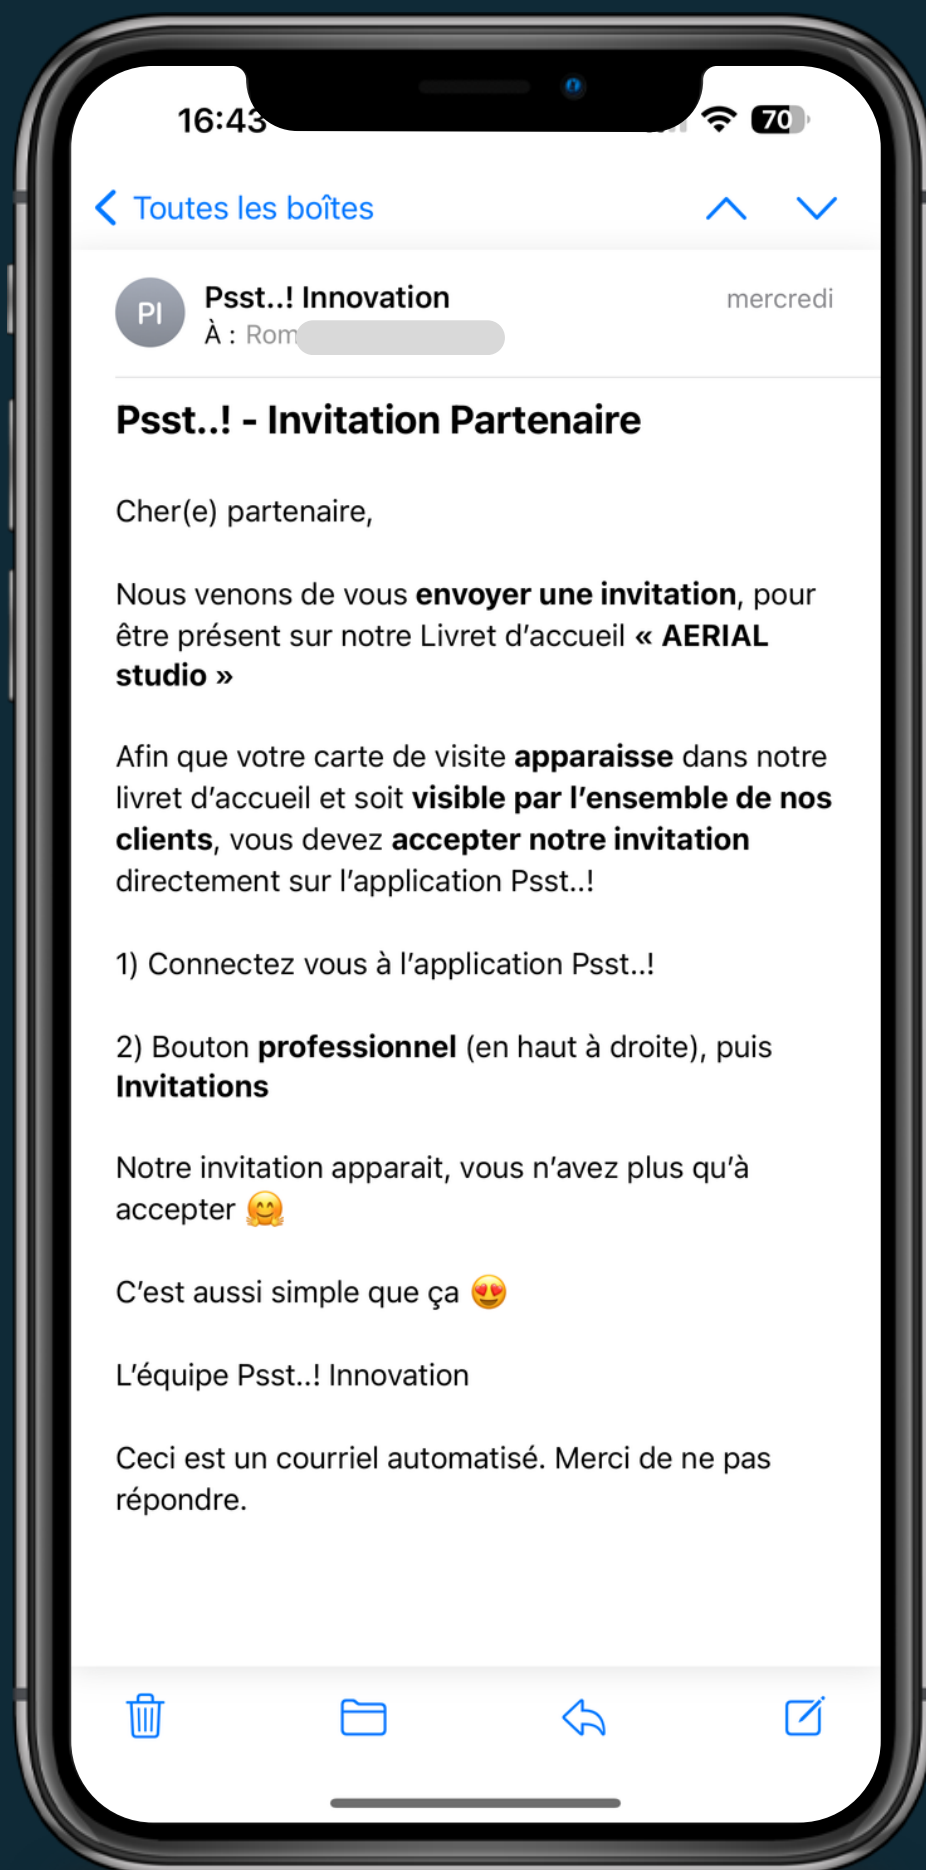 16:43
70
Toutes les boîtes
PI
Psst..! Innovation
mercredi
À : Rom
Psst..! - Invitation Partenaire
Cher(e) partenaire,
Nous venons de vous envoyer une invitation, pour
être présent sur notre Livret d’accueil « AERIAL
studio »
Afin que votre carte de visite apparaisse dans notre
livret d’accueil et soit visible par l’ensemble de nos
clients, vous devez accepter notre invitation
directement sur l’application Psst..!
1) Connectez vous à l’application Psst..!
2) Bouton professionnel (en haut à droite), puis
Invitations
Notre invitation apparait, vous n’avez plus qu’à
accepter 🤗
C’est aussi simple que ça 😍
L’équipe Psst..! Innovation
Ceci est un courriel automatisé. Merci de ne pas
répondre.